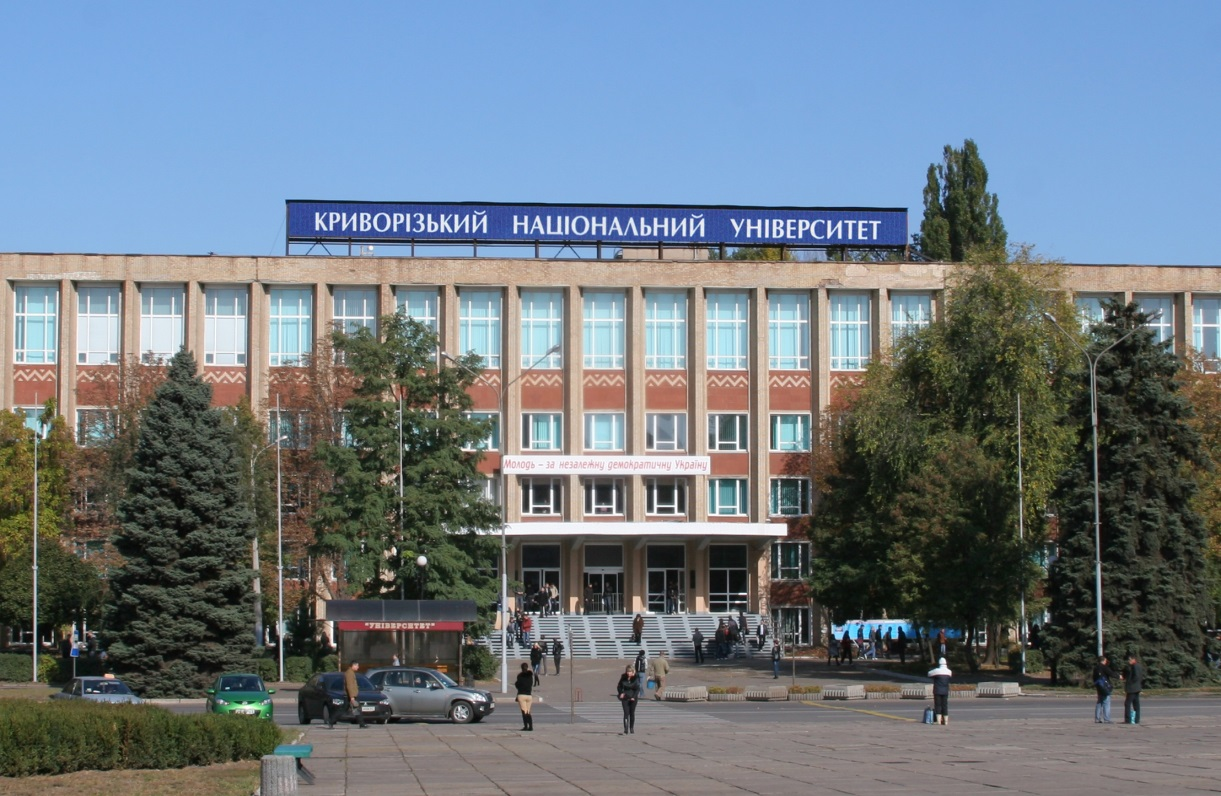 КРИВОРІЗЬКИЙ НАЦІОНАЛЬНИЙ УНІВЕРСИТЕТ
Молодь – за незалежну демократичну Україну
"УНІВЕРСИТЕТ"